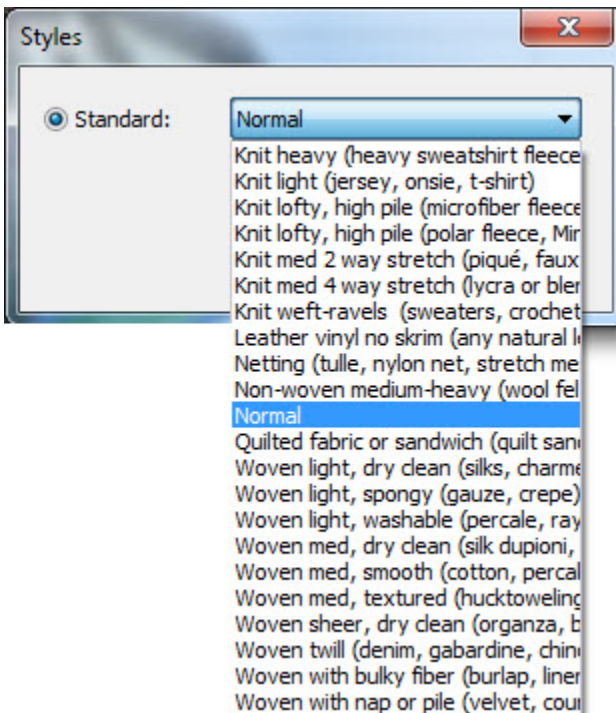 Styles
Standard:
Normal
Knit heavy (heavy sweatshirt fleece
Knit light (jersey, onsie, t-shirt)
Knit lofty, high pile (microfiber fleece
Knit lofty, high pile (polar fleece, Min
Knit med 2 way stretch (piqué, faux
Knit med 4 way stretch (lycra or blen
Knit weft-ravels (sweaters, crochet
Leather vinyl no skrim (any natural l
Netting (tulle, nylon net, stretch me
Non-woven medium-heavy (wool fel
Normal
Quilted fabric or sandwich (quilt san
Woven light, dry clean (silks, charme
Woven light, spongy (gauze, crepe)
Woven light, washable (percale, ray
Woven med, dry clean (silk dupioni,
Woven med, smooth (cotton, percal
Woven med, textured (hucktoweling
Woven sheer, dry clean (organza, b
Woven twill (denim, gabardine, chin
Woven with bulky fiber (burlap, linen
Woven with nap or pile (velvet, cour